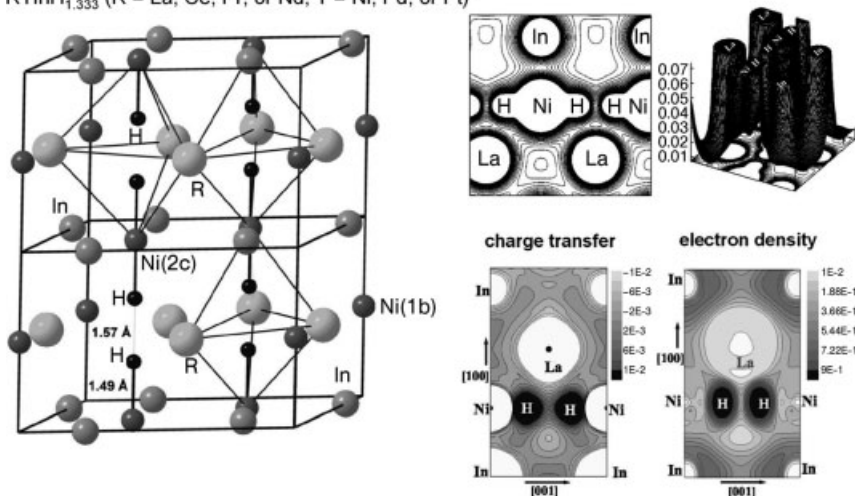 RTInH1.333 (R = La, Ce, Pr, or Nd; T = Ni, Pd, or Pt)
H
R
In
Ni(2c)
H
Ni(1b)
1.57 Å
H
R
In
1.49 Å
In In
H Ni H H Ni
La La
La
H
H
In
0.07
0.06
0.05
0.04
0.03
0.02
0.01
charge transfer electron density
In In
-1E-2
-6E-3
-2E-3
2E-3
6E-3
1E-2
1E-2
1.88E-1
3.66E-1
5.44E-1
7.22E-1
9E-1
[100] La [100] La
Ni H H Ni H H Ni
In In In In
[001] [001]